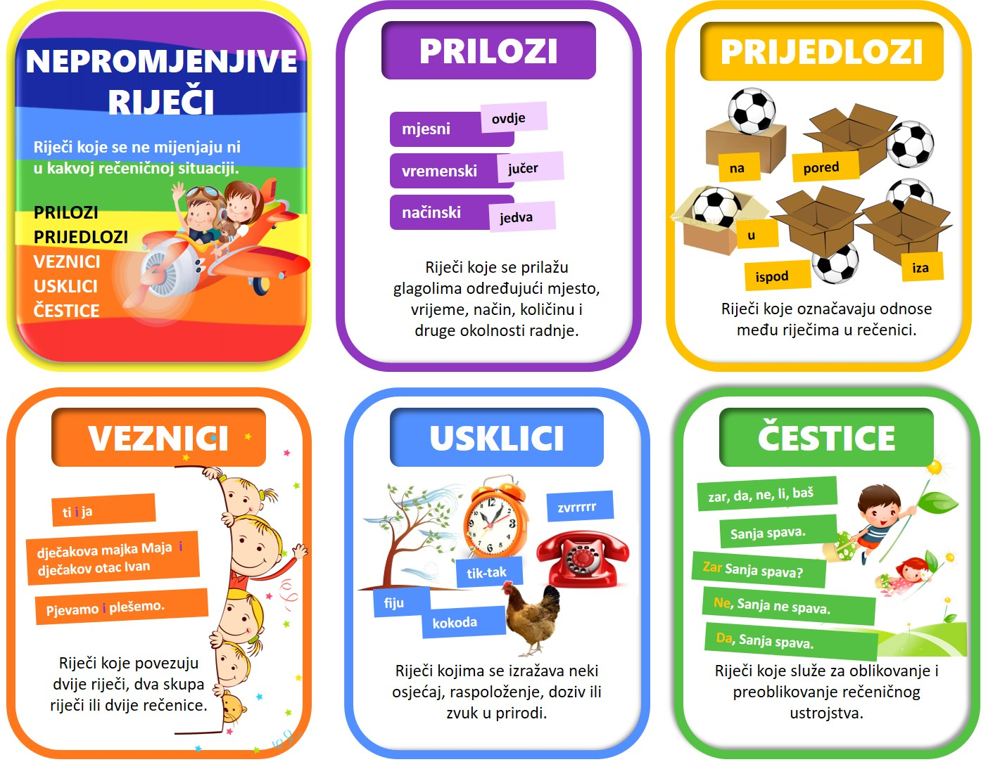 NEPROMJENJIVE
RIJEČI
Riječi koje se ne mijenjaju ni
u kakvoj rečeničnoj situaciji.
PRILOZI
PRIJEDLOZI
VEZNICI
USKLICI
ČESTICE
PRILOZI
mjesni
ovdje
vremenski
jučer
načinski
jedva
Riječi koje se prilažu
glagolima određujući mjesto,
vrijeme, način, količinu i
druge okolnosti radnje.
PRIJEDLOZI
na
pored
u
ispod
iza
Riječi koje označavaju odnose
među riječima u rečenici.
VEZNICI
ti i ja
dječakova majka Maja i
dječakov otac Ivan
Pjevamo i plešemo.
Riječi koje povezuju
dvije riječi, dva skupa
riječi ili dvije rečenice.
USKLICI
zvrrrrr
tik-tak
fiju
kokoda
Riječi kojima se izražava neki
osjećaj, raspoloženje, doziv ili
zvuk u prirodi.
ČESTICE
zar, da, ne, li, baš
Sanja spava.
Zar Sanja spava?
Ne, Sanja ne spava.
Da, Sanja spava.
Riječi koje služe za oblikovanje i
preoblikovanje rečeničnog
ustrojstva.